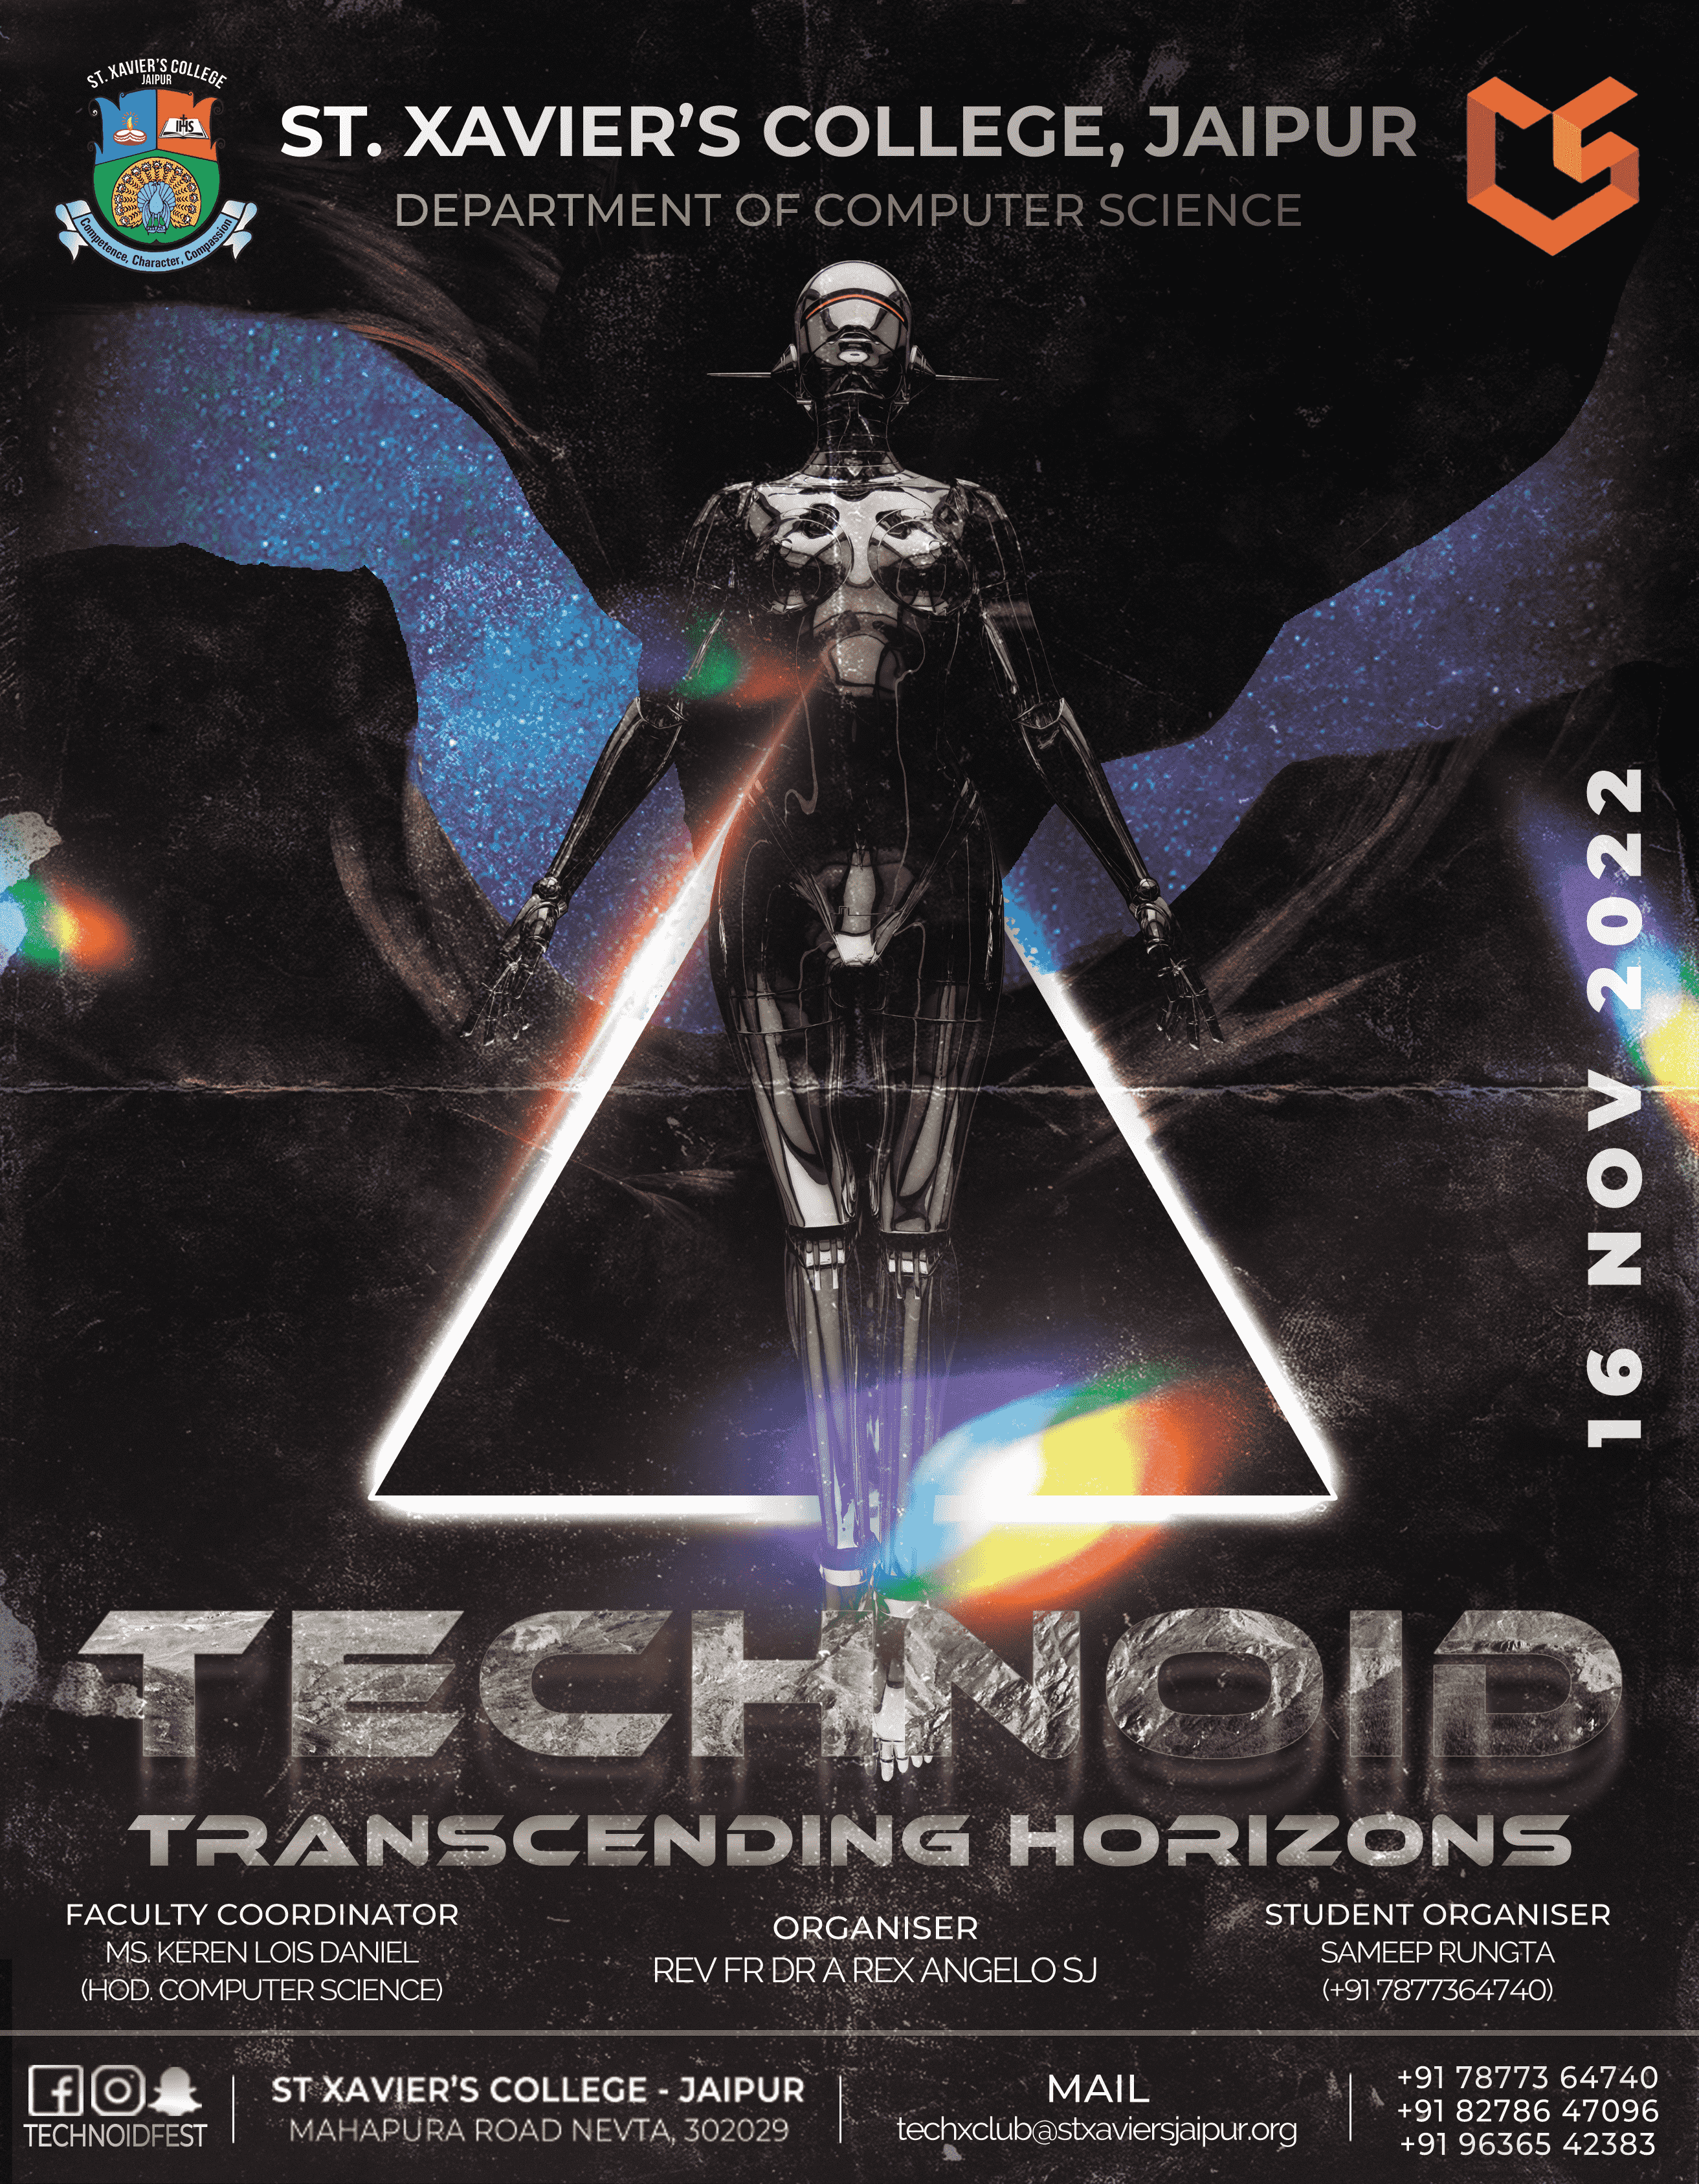 ST. XAVIER'S COLLEGE
JAIPUR
IHS
Competence, Character, Compassion
ST. XAVIER’S COLLEGE, JAIPUR
DEPARTMENT OF COMPUTER SCIENCE
16 NOV 2022
TECHNOID
TRANSCENDING HORIZONS
FACULTY COORDINATOR
MS. KEREN LOIS DANIEL
(HOD. COMPUTER SCIENCE)
ORGANISER
REV FR DR A REX ANGELO SJ
STUDENT ORGANISER
SAMEEP RUNGTA
(+91 7877364740)
TECHNOIDFEST
ST XAVIER’S COLLEGE - JAIPUR
MAHAPURA ROAD NEVTA, 302029
MAIL
techxclub@stxaviersjaipur.org
+91 78773 64740
+91 82786 47096
+91 96365 42383